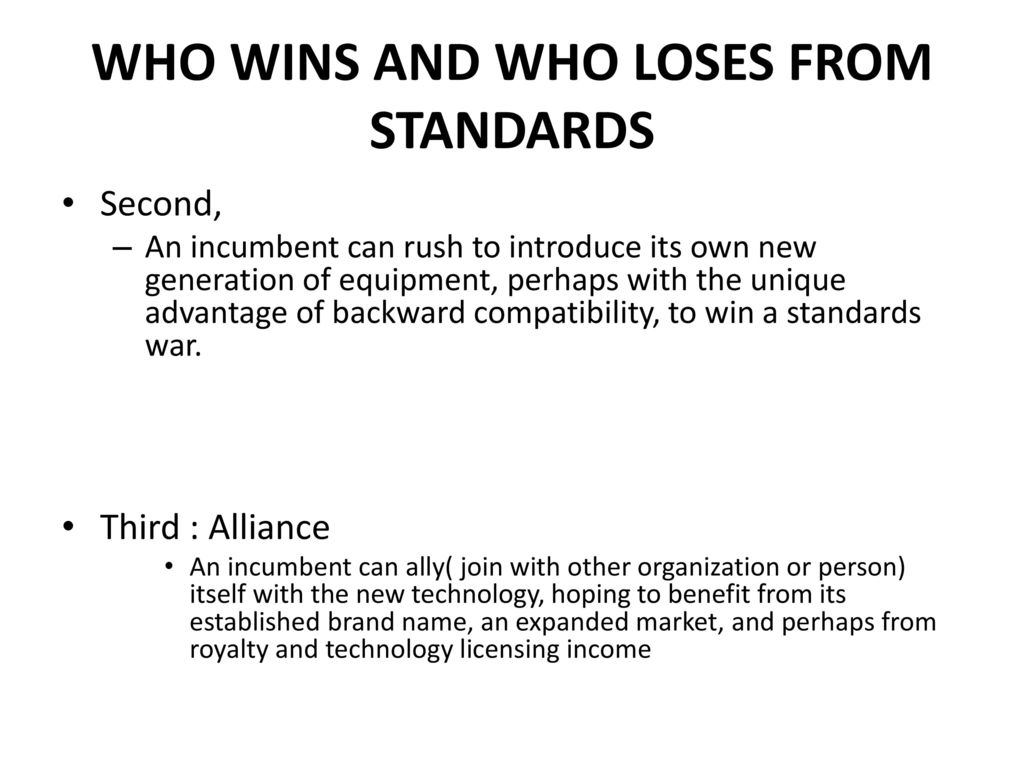 WHO WINS AND WHO LOSES FROM
STANDARDS
• Second,
– An incumbent can rush to introduce its own new
generation of equipment, perhaps with the unique
advantage of backward compatibility, to win a standards
war.
• Third : Alliance
• An incumbent can ally( join with other organization or person)
itself with the new technology, hoping to benefit from its
established brand name, an expanded market, and perhaps from
royalty and technology licensing income